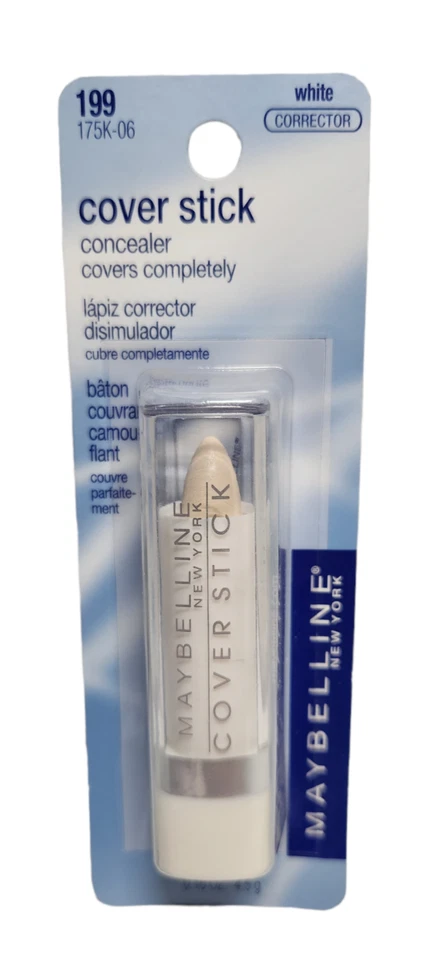 199
175K-06
white
CORRECTOR
cover stick
concealer
covers completely
lápiz corrector
disimulador
cubre completamente
bâton
couvra
camou
flant
couvre
parfaite-
ment
MAYBELLINE
NEW YORK
COVER STICK
MAYBELLINE®
NEW YORK